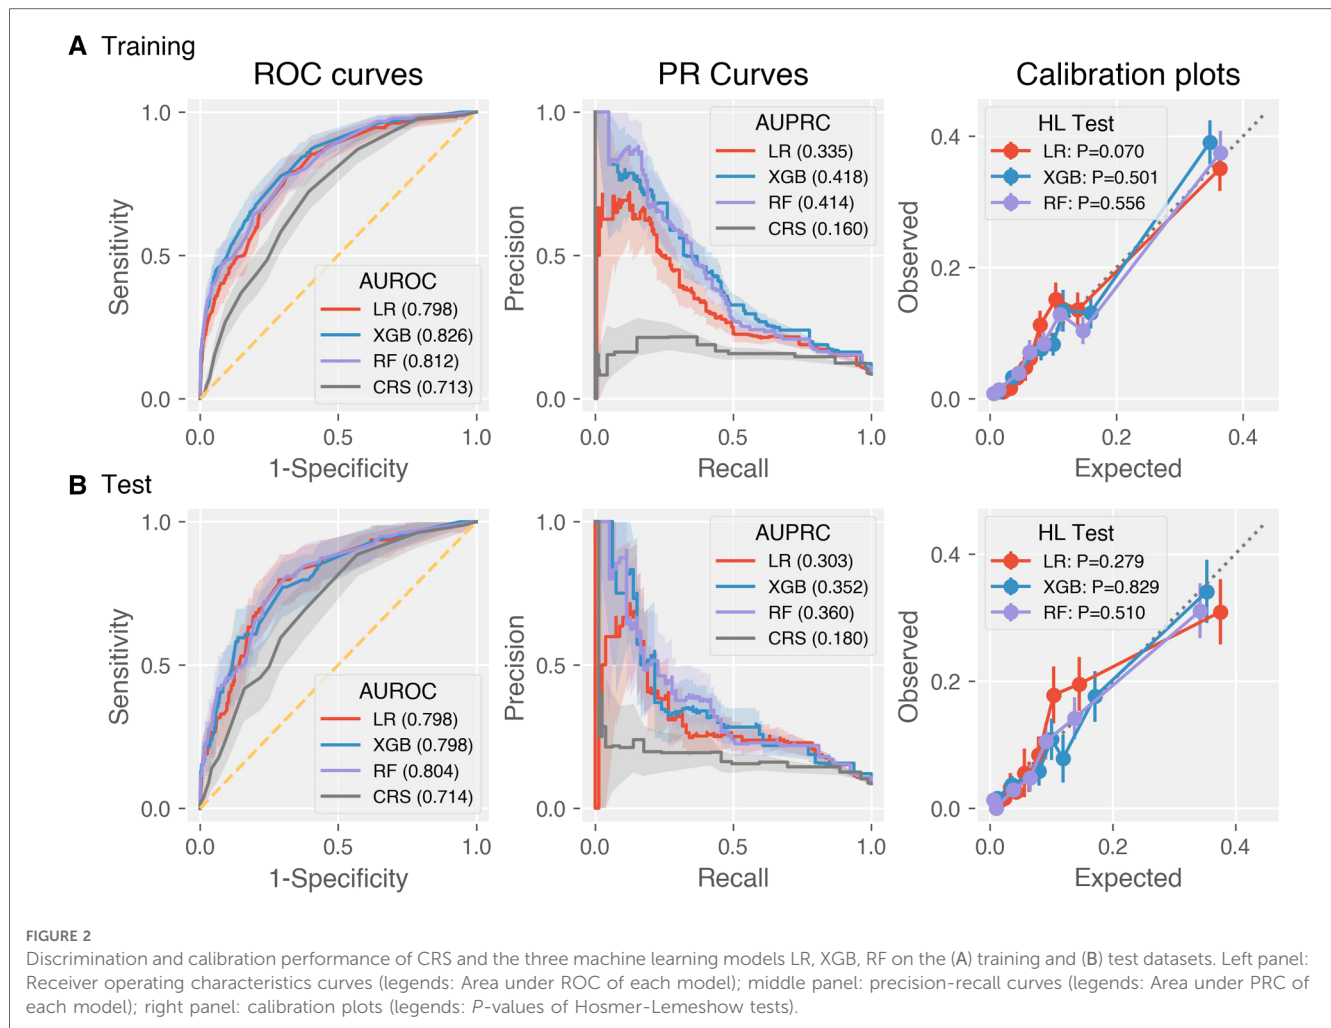 A Training
ROC curves
PR Curves
Calibration plots
Sensitivity
1.0
0.5
0.0
AUROC
LR (0.798)
XGB (0.826)
RF (0.812)
CRS (0.713)
0.0 0.5 1.0
1-Specificity
Precision
1.0
0.5
0.0
AUPRC
LR (0.335)
XGB (0.418)
RF (0.414)
CRS (0.160)
0.0 0.5 1.0
Recall
Observed
0.4
0.2
0.0
HL Test
LR: P=0.070
XGB: P=0.501
RF: P=0.556
0.0 0.2 0.4
Expected
B Test
Sensitivity
1.0
0.5
0.0
AUROC
LR (0.798)
XGB (0.798)
RF (0.804)
CRS (0.714)
0.0 0.5 1.0
1-Specificity
Precision
1.0
0.5
0.0
AUPRC
LR (0.303)
XGB (0.352)
RF (0.360)
CRS (0.180)
0.0 0.5 1.0
Recall
Observed
0.4
0.2
0.0
HL Test
LR: P=0.279
XGB: P=0.829
RF: P=0.510
0.0 0.2 0.4
Expected
FIGURE 2
Discrimination and calibration performance of CRS and the three machine learning models LR, XGB, RF on the (A) training and (B) test datasets. Left panel:
Receiver operating characteristics curves (legends: Area under ROC of each model); middle panel: precision-recall curves (legends: Area under PRC of
each model); right panel: calibration plots (legends: P-values of Hosmer-Lemeshow tests).